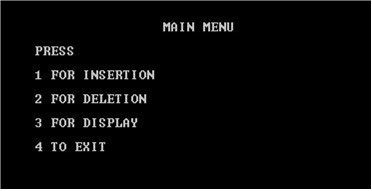 MAIN MENU
PRESS
1 FOR INSERTION
2 FOR DELETION
3 FOR DISPLAY
4 TO EXIT